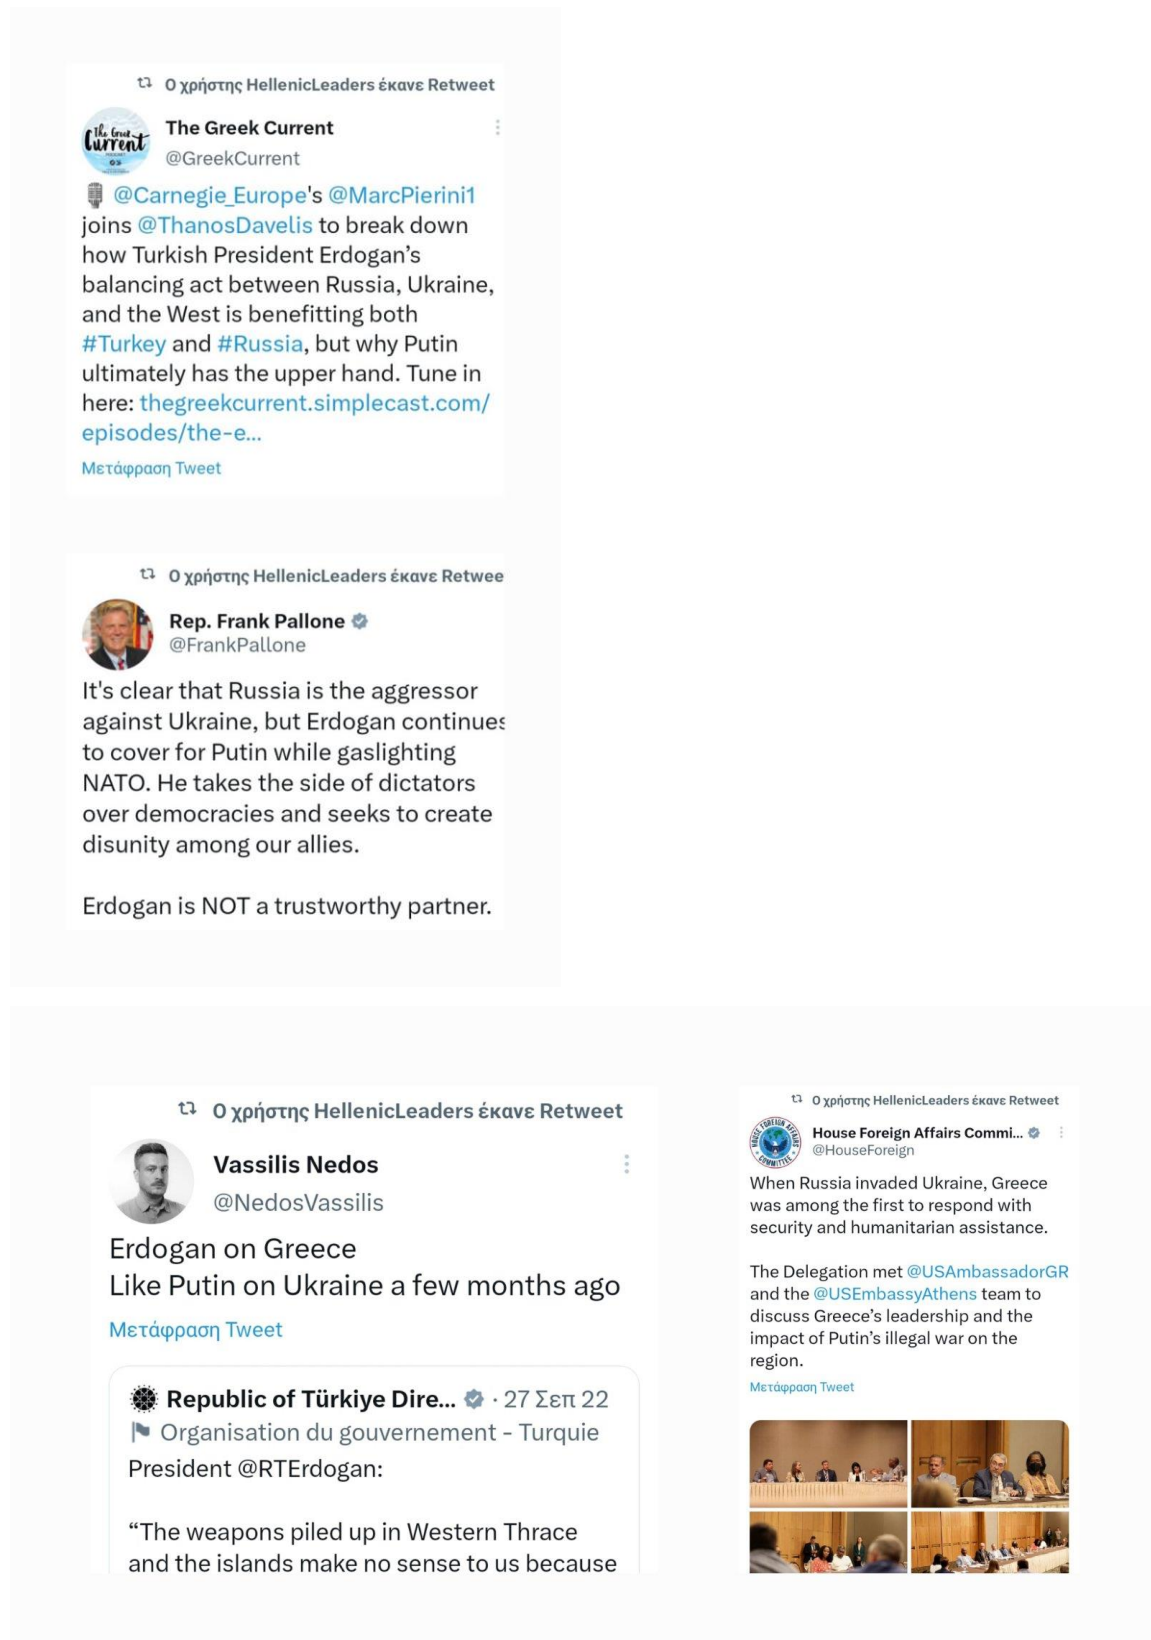 Ο χρήστης HellenicLeaders έκανε Retweet
The Greek Current
@GreekCurrent
The Greek
Current
@Carnegie_Europe's @MarcPierini1
joins @ThanosDavelis to break down
how Turkish President Erdogan’s
balancing act between Russia, Ukraine,
and the West is benefitting both
#Turkey and #Russia, but why Putin
ultimately has the upper hand. Tune in
here: thegreekcurrent.simplecast.com/
episodes/the-e...
Μετάφραση Tweet
Ο χρήστης HellenicLeaders έκανε Retwee
Rep. Frank Pallone
@FrankPallone
It's clear that Russia is the aggressor
against Ukraine, but Erdogan continues
to cover for Putin while gaslighting
NATO. He takes the side of dictators
over democracies and seeks to create
disunity among our allies.
Erdogan is NOT a trustworthy partner.
Ο χρήστης HellenicLeaders έκανε Retweet
Vassilis Nedos
@NedosVassilis
Erdogan on Greece
Like Putin on Ukraine a few months ago
Μετάφραση Tweet
Republic of Türkiye Dire... · 27 Σεπ 22
Organisation du gouvernement - Turquie
President @RTErdogan:
“The weapons piled up in Western Thrace
and the islands make no sense to us because
Ο χρήστης HellenicLeaders έκανε Retweet
HOUSE FOREIGN AFFAIRS
COMMITTEE
House Foreign Affairs Commi...
@HouseForeign
When Russia invaded Ukraine, Greece
was among the first to respond with
security and humanitarian assistance.
The Delegation met @USAmbassadorGR
and the @USEmbassyAthens team to
discuss Greece’s leadership and the
impact of Putin’s illegal war on the
region.
Μετάφραση Tweet